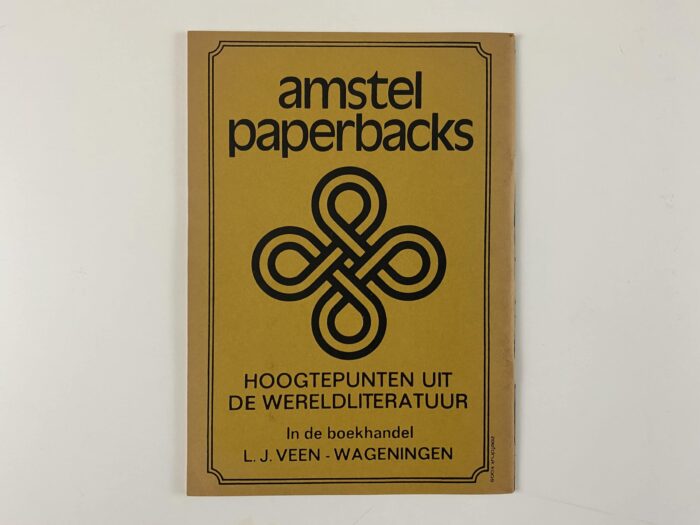 amstel
paperbacks
HOOGTEPUNTEN UIT
DE WERELDLITERATUUR
In de boekhandel
L. J. VEEN - WAGENINGEN